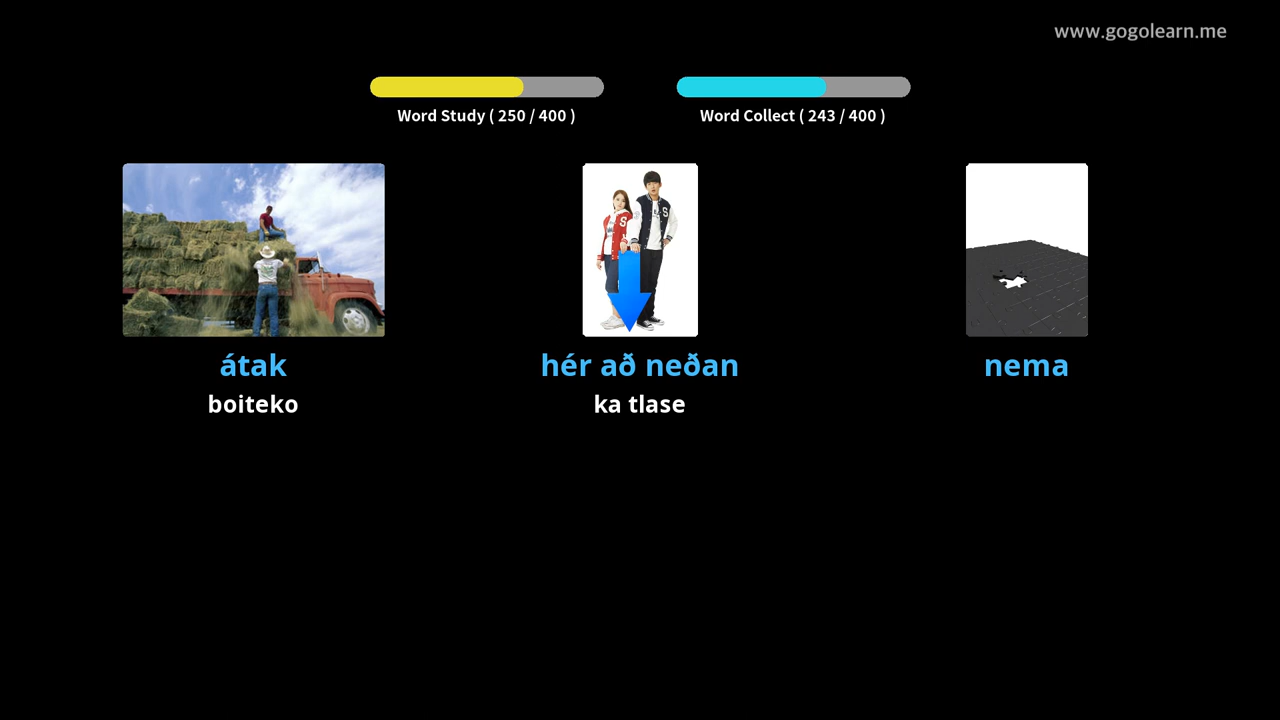 www.gogolearn.me
Word Study ( 250 / 400 )
Word Collect ( 243 / 400 )
átak
hér að neðan
nema
boiteko
ka tlase